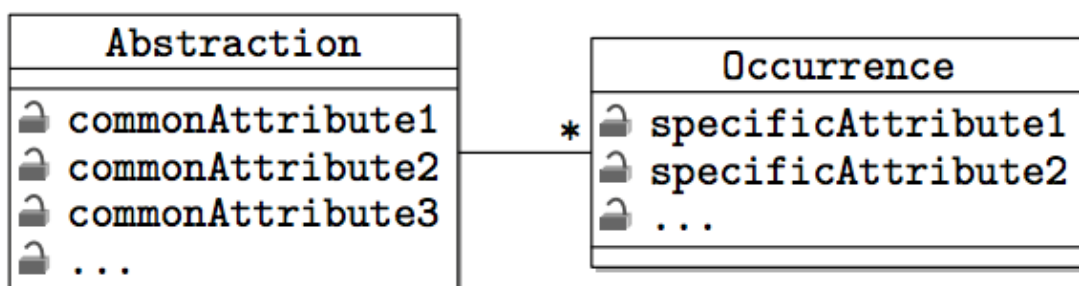 Abstraction
commonAttribute1
commonAttribute2
commonAttribute3
...
*
Occurrence
specificAttribute1
specificAttribute2
...